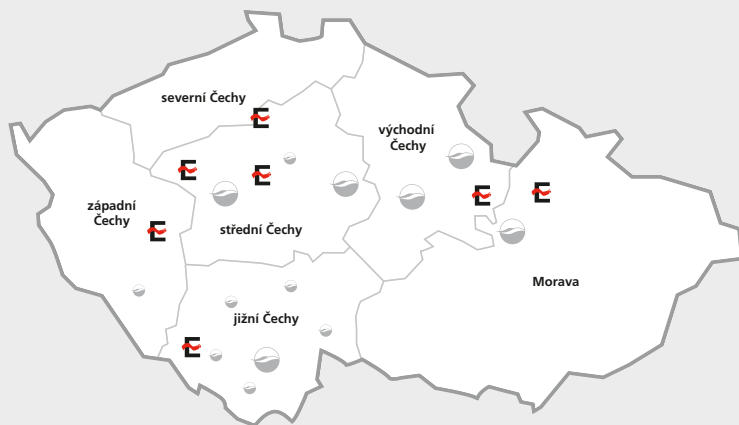 severní Čechy
východní
Čechy
západní
Čechy
střední Čechy
Morava
jižní Čechy
E
E
E
E
E
E
E